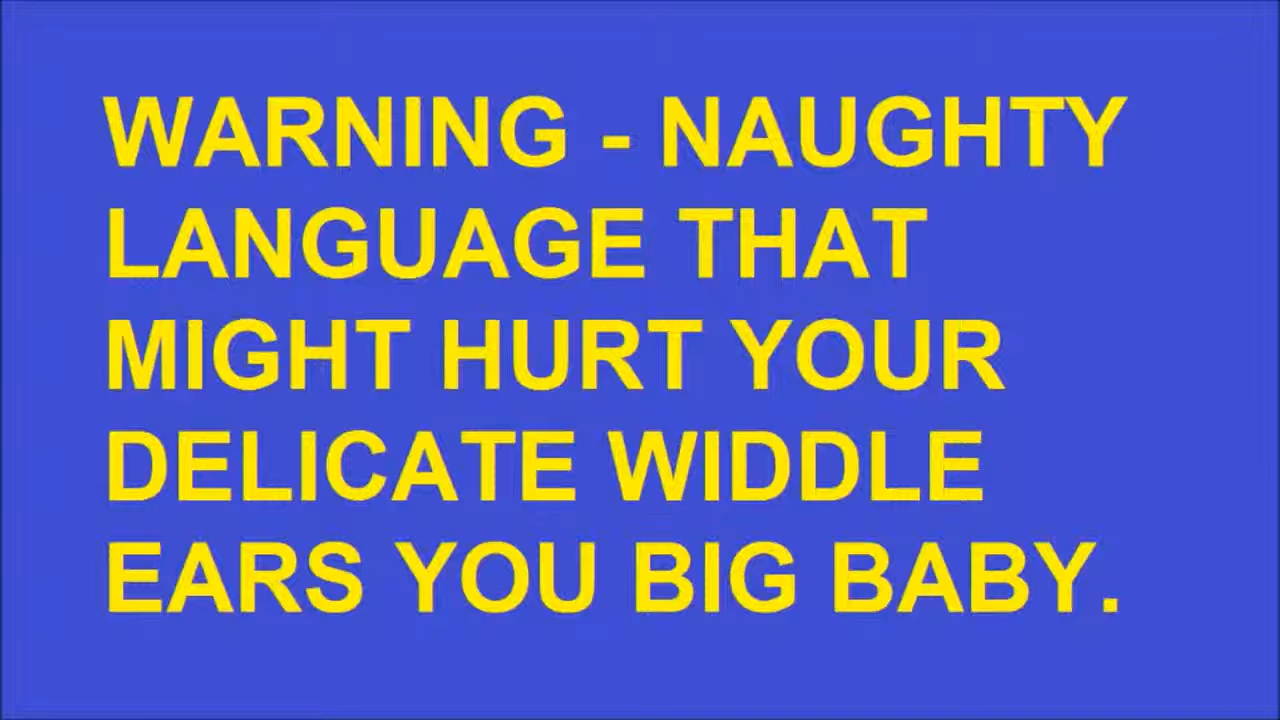 WARNING - NAUGHTY
LANGUAGE THAT
MIGHT HURT YOUR
DELICATE WIDDLE
EARS YOU BIG BABY.